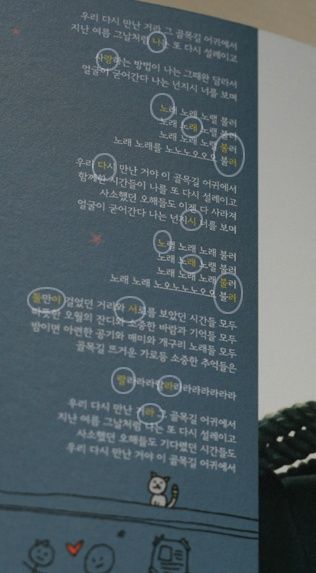 우리 다시 만난 거라 그 골목길 어귀에서
지난 여름 그날처럼 나는 또 다시 설레이고
사랑하는 방법이 나는 그때완 달라서
얼굴이 굳어간다 나는 넌지시 너를 보며
노래 노래 노랠 불러
노래 노래 노랠 불러
노래 노래 노래 불러
노래 노래를 노노노오오오 불러
우리 다시 만난 거야 이 골목길 어귀에서
함께한 시간들이 나를 또 다시 설레이고
사소했던 오해들도 이젠 다 사라져
얼굴이 굳어간다 나는 넌지시 너를 보며
노랠 노래 노래 불러
노래 노래 노랠 불러
노래 노래 노래 불러
노래 노래 노오노노노오오 불러
둘만이 걸었던 거리와 서로를 보았던 시간들 모두
따뜻한 오월의 잔디와 소중한 바람과 기억들 모두
밤이면 아련한 공기와 매미와 개구리 노래들 모두
골목길 뜨거운 가로등 소중한 추억들은
랄라라라랄라라라라라라라라
우리 다시 만난 거라 그 골목길 어귀에서
지난 여름 그날처럼 나는 또 다시 설레이고
사소했던 오해들도 기다렸던 시간들도
우리 다시 만난 거야 이 골목길 어귀에서